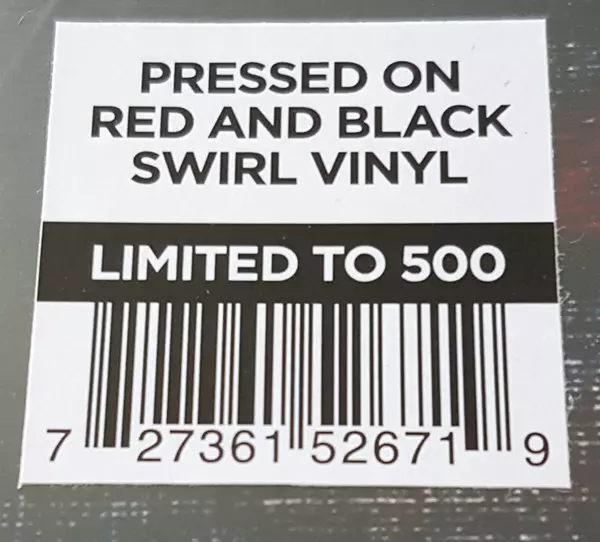 PRESSED ON
RED AND BLACK
SWIRL VINYL
LIMITED TO 500
7 27361 52671 9